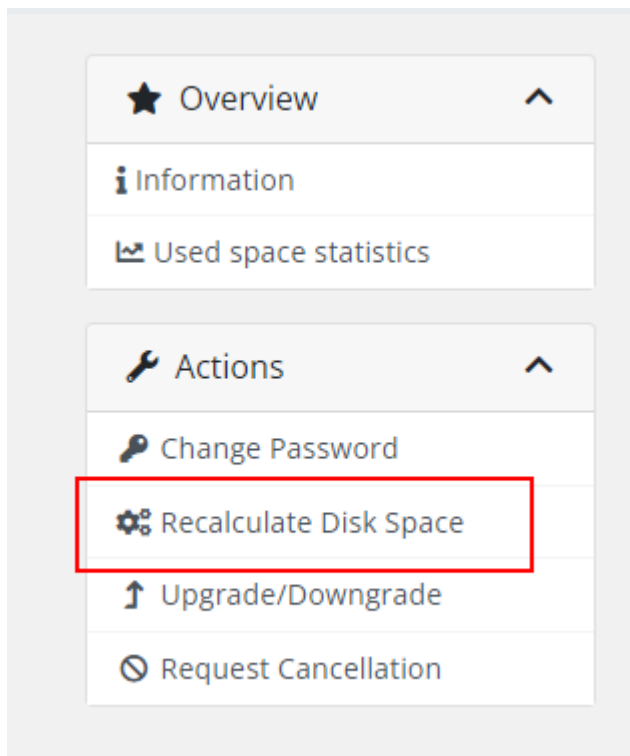 Overview
Information
Used space statistics
Actions
Change Password
Recalculate Disk Space
Upgrade/Downgrade
Request Cancellation